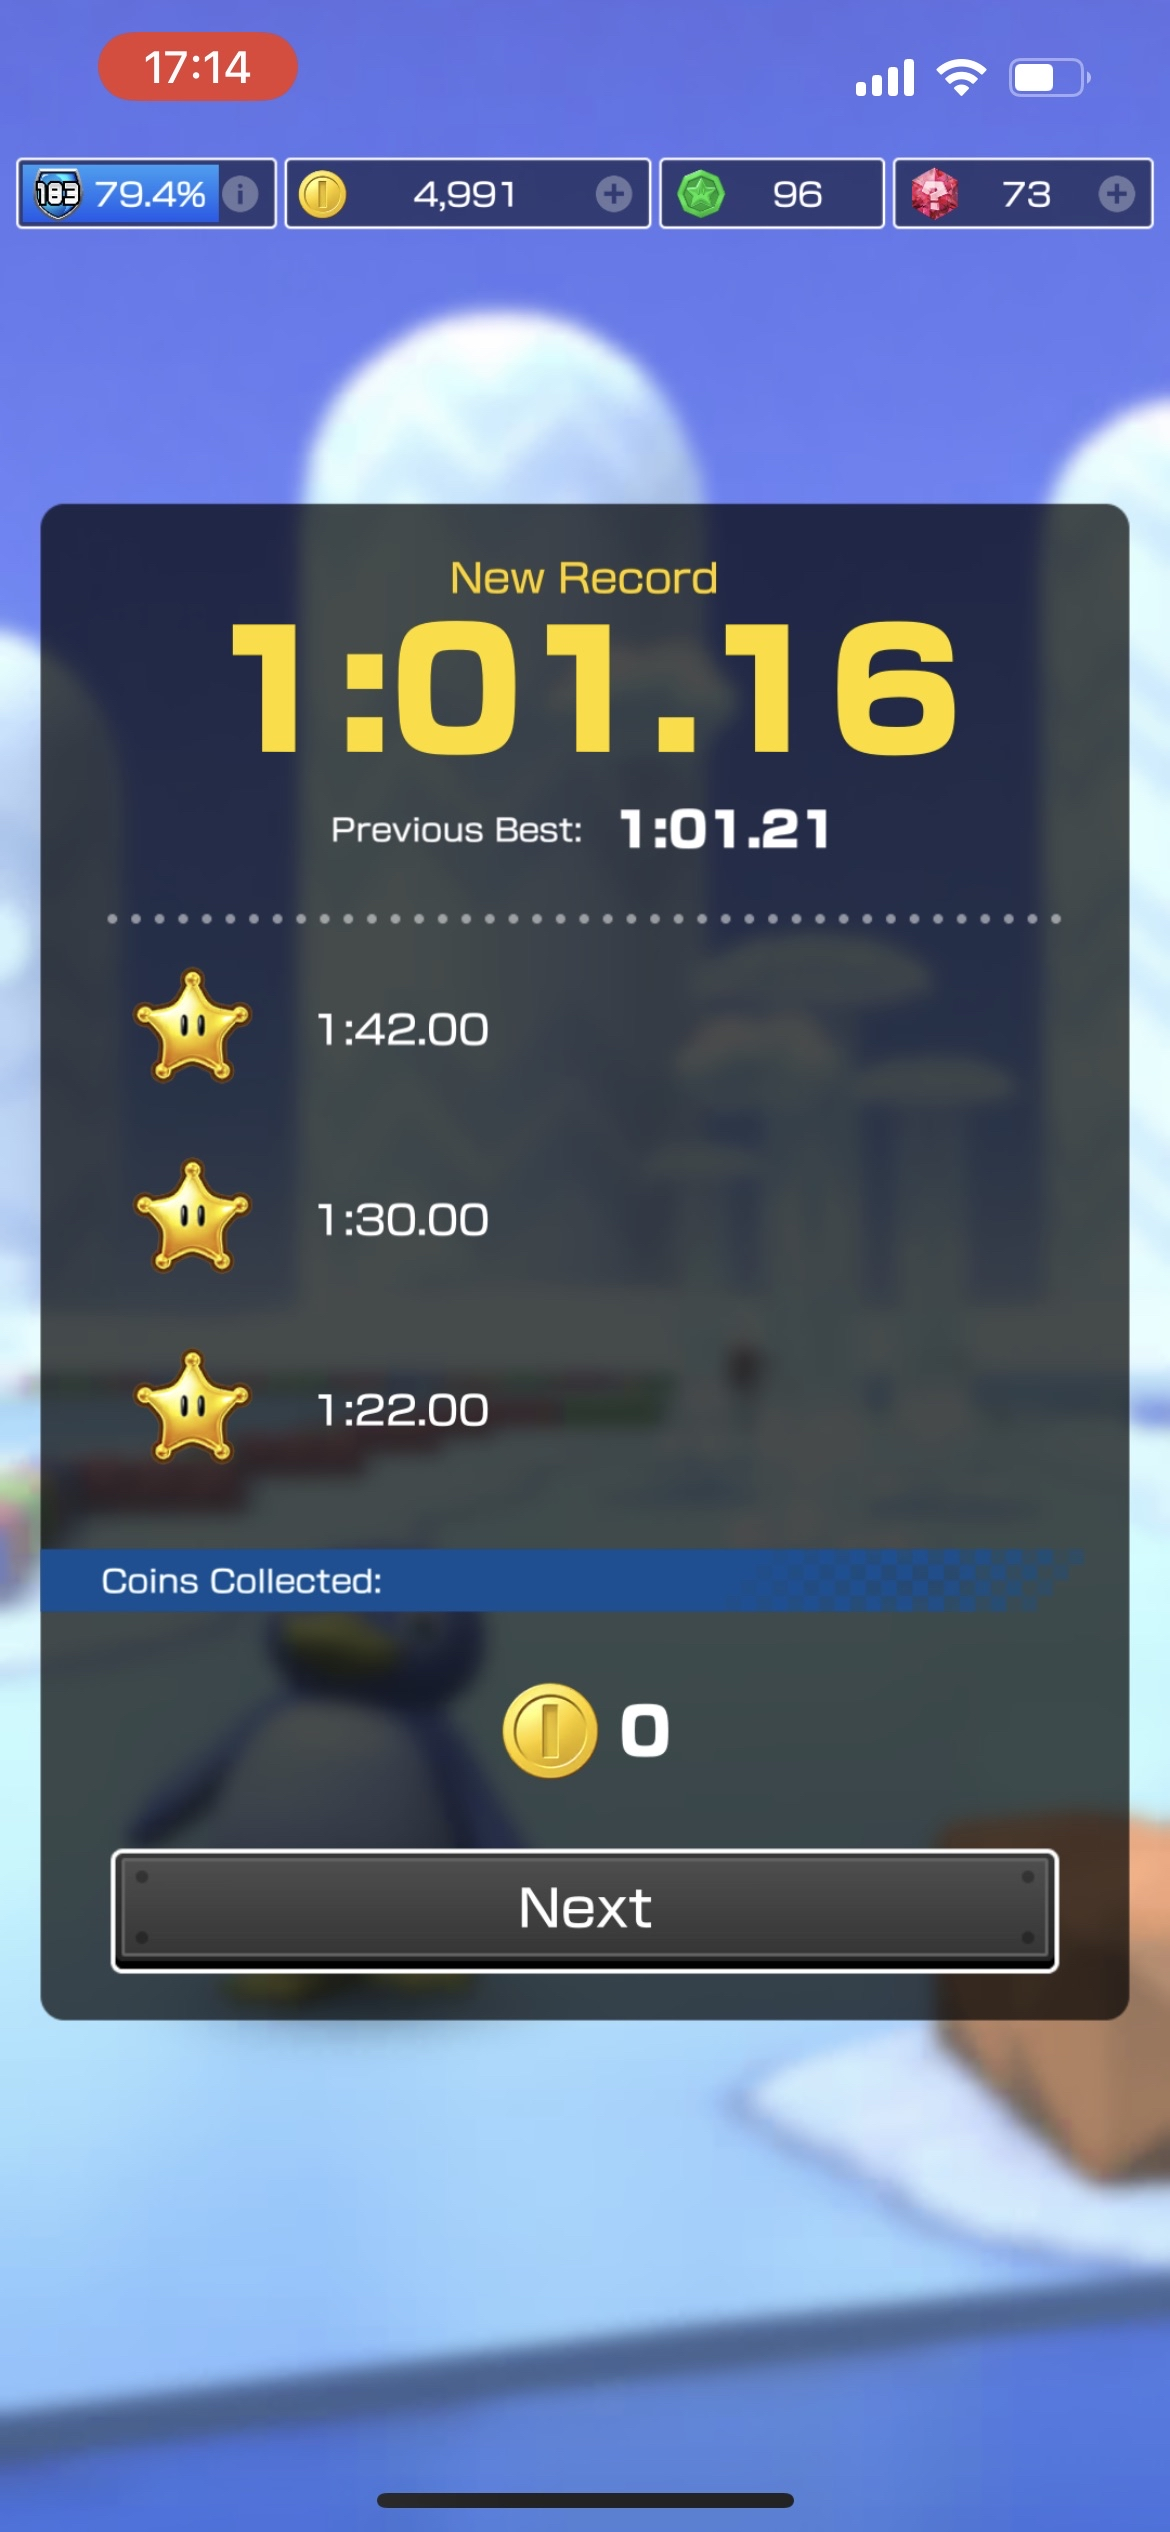 17:14
183 79.4% i 4,991 + 96 ? 73 +
New Record
1:01.16
Previous Best: 1:01.21
1:42.00
1:30.00
1:22.00
Coins Collected:
0
Next